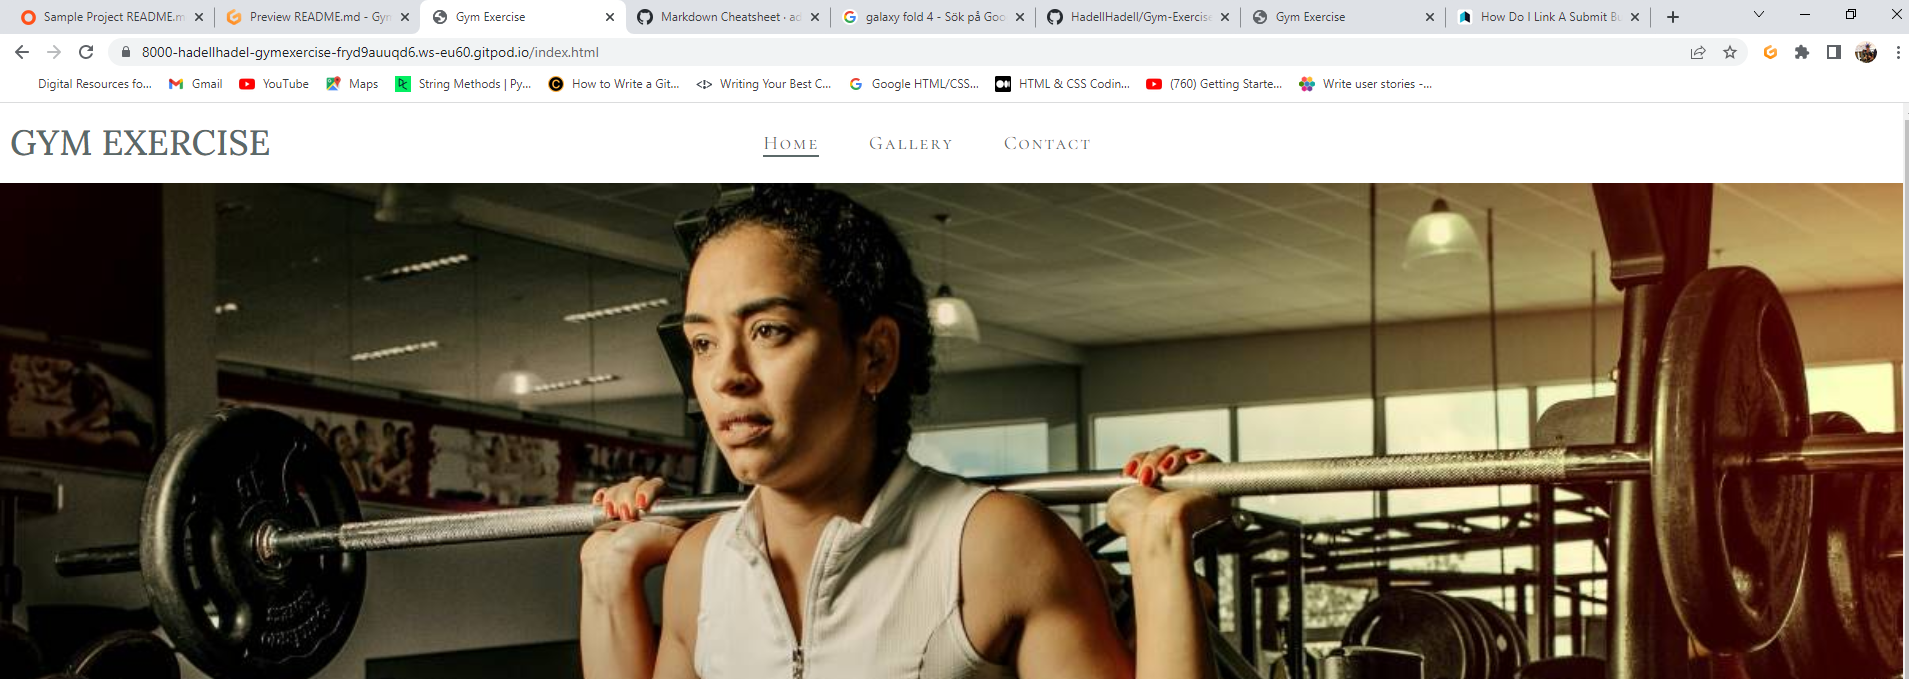 Sample Project README.m
Preview README.md - Gyn
Gym Exercise
Markdown Cheatsheet · ad
galaxy fold 4 - Sök på Goo
HadellHadell/Gym-Exercise
Gym Exercise
How Do I Link A Submit Bu
8000-hadellhadel-gymexercise-fryd9auuqd6.ws-eu60.gitpod.io/index.html
Digital Resources fo...
Gmail
YouTube
Maps
String Methods | Py...
How to Write a Git...
Writing Your Best C...
Google HTML/CSS...
HTML & CSS Codin...
(760) Getting Starte...
Write user stories -...
GYM EXERCISE
Home
Gallery
Contact